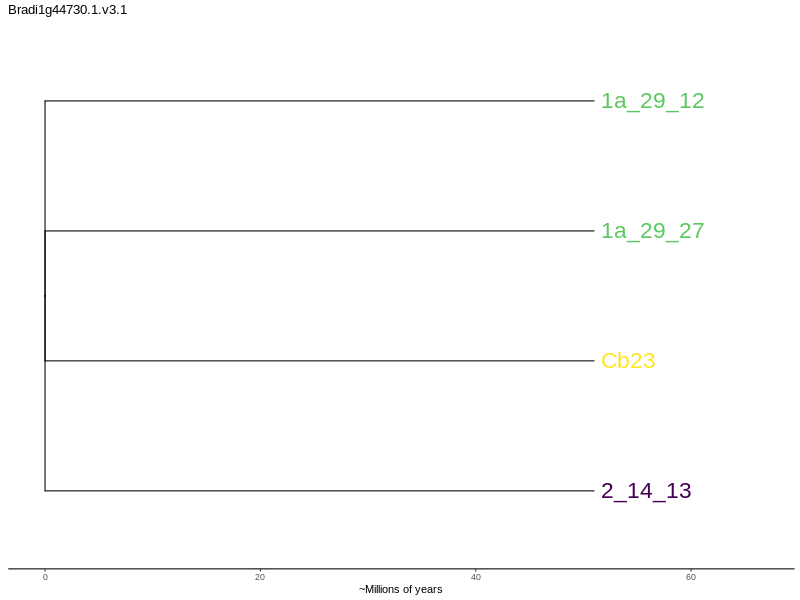 Bradi1g44730.1.v3.1
1a_29_12
1a_29_27
Cb23
2_14_13
0 20 40 60
~Millions of years